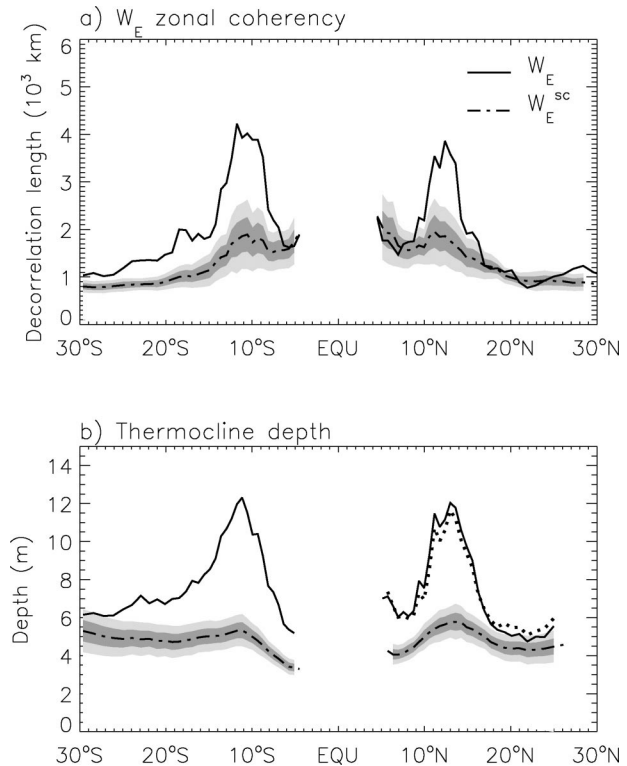 a) W_E zonal coherency
Decorrelation length (10³ km)
6
5
4
3
2
1
0
W_E
W_E^sc
30°S 20°S 10°S EQU 10°N 20°N 30°N
b) Thermocline depth
Depth (m)
14
12
10
8
6
4
2
0
30°S 20°S 10°S EQU 10°N 20°N 30°N